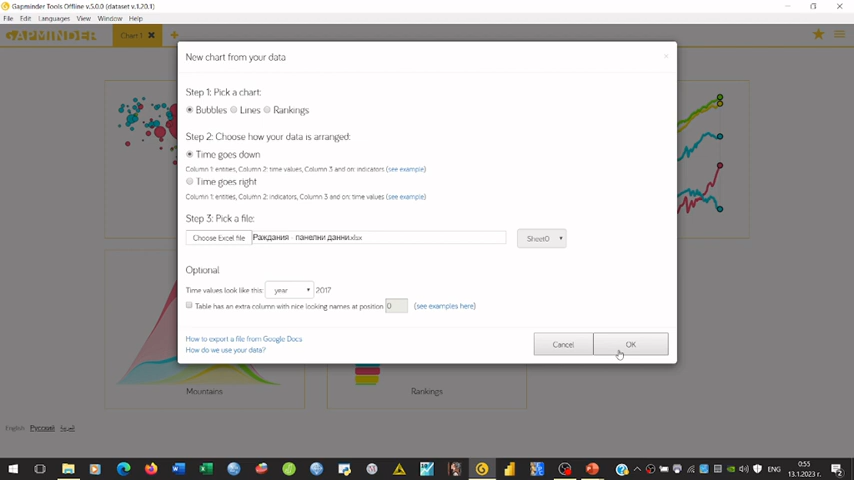 Gapminder Tools Offline v.5.0.0 (dataset v.1.20.1)
File Edit Languages View Window Help
GAPMINDER Chart 1
New chart from your data
Step 1: Pick a chart:
Bubbles Lines Rankings
Step 2: Choose how your data is arranged:
Time goes down
Column 1: entities, Column 2: time values, Column 3 and on: indicators (see example)
Time goes right
Column 1: entities, Column 2: indicators, Column 3 and on: time values (see example)
Step 3: Pick a file:
Choose Excel file Раждания - панелни данни.xlsx Sheet0
Optional
Time values look like this: year 2017
Table has an extra column with nice looking names at position 0 (see examples here)
How to export a file from Google Docs
How do we use your data?
Cancel OK
Mountains Rankings
English Русский العربية
ENG
0:55
13.1.2023 г.